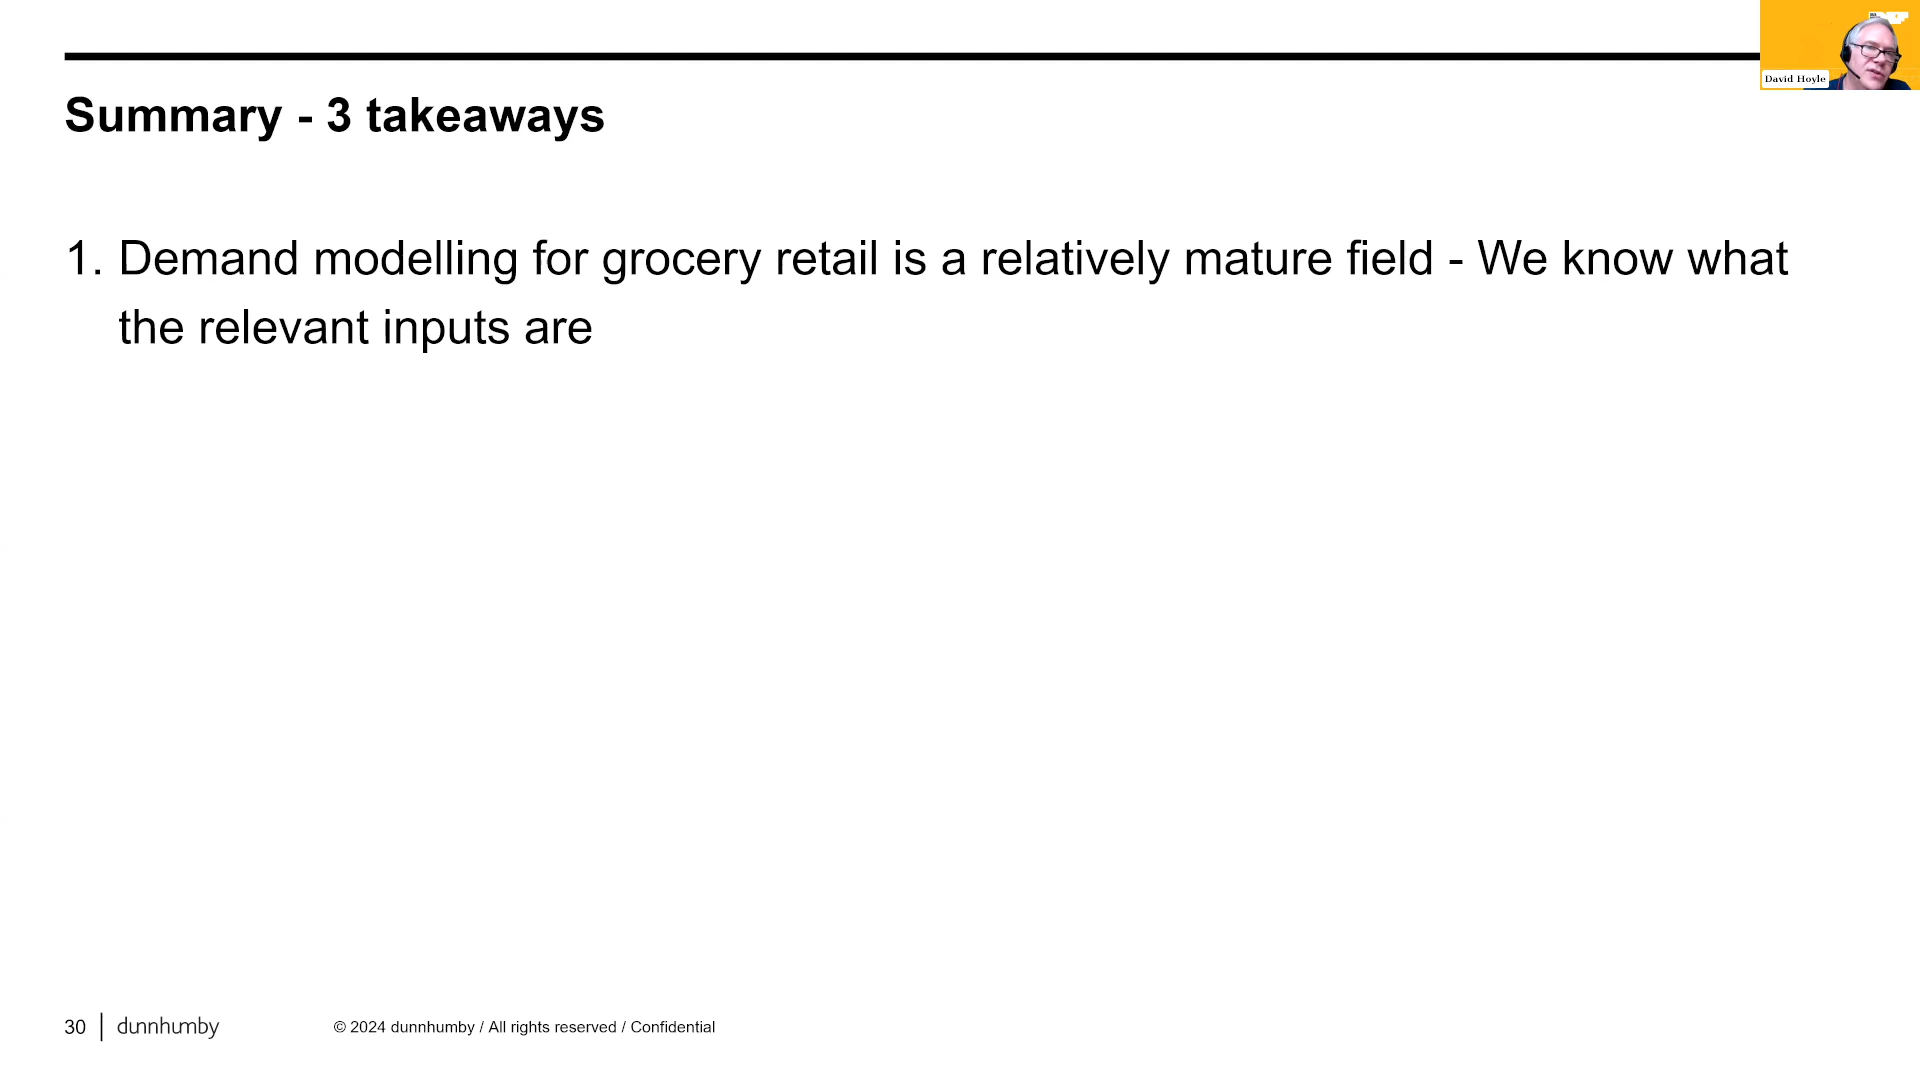 David Hoyle
Summary - 3 takeaways
1. Demand modelling for grocery retail is a relatively mature field - We know what
the relevant inputs are
30 dunnhumby © 2024 dunnhumby / All rights reserved / Confidential